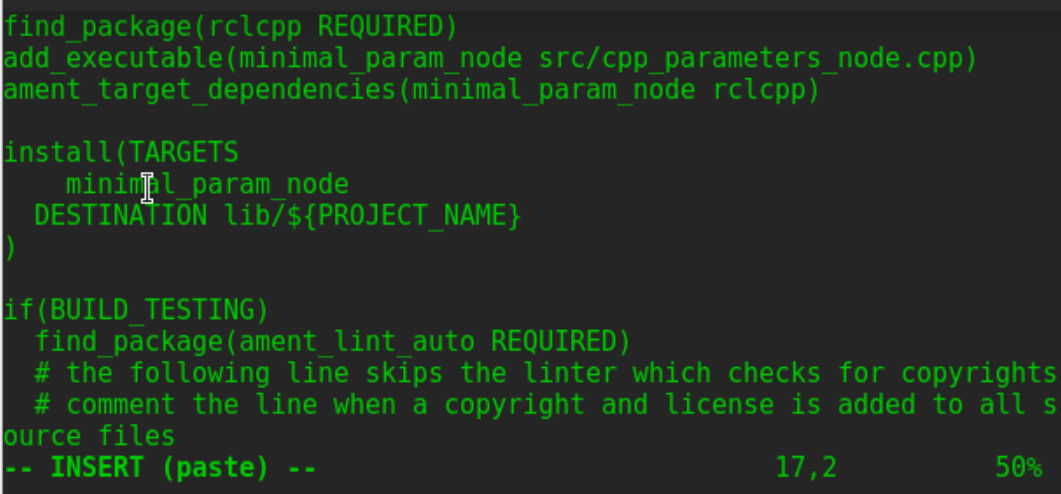 find_package(rclcpp REQUIRED)
add_executable(minimal_param_node src/cpp_parameters_node.cpp)
ament_target_dependencies(minimal_param_node rclcpp)

install(TARGETS
    minimal_param_node
  DESTINATION lib/${PROJECT_NAME}
)

if(BUILD_TESTING)
  find_package(ament_lint_auto REQUIRED)
  # the following line skips the linter which checks for copyrights
  # comment the line when a copyright and license is added to all s
ource files
-- INSERT (paste) -- 17,2 50%